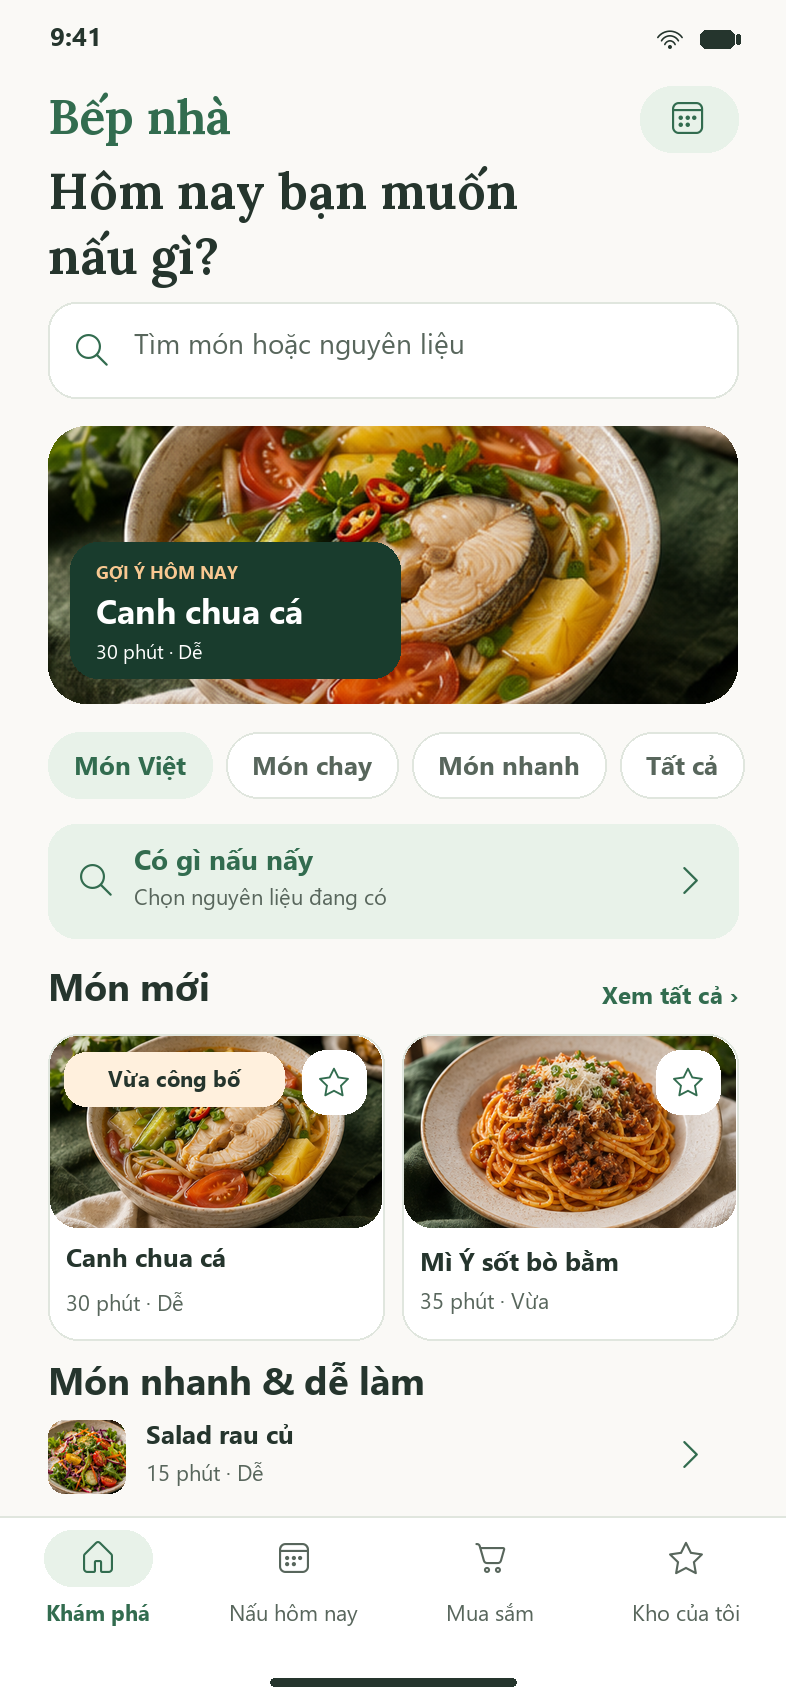 9:41
Bếp nhà
Hôm nay bạn muốn
nấu gì?
Tìm món hoặc nguyên liệu
GỢI Ý HÔM NAY
Canh chua cá
30 phút · Dễ
Món Việt
Món chay
Món nhanh
Tất cả
Có gì nấu nấy
Chọn nguyên liệu đang có
Món mới
Xem tất cả ›
Vừa công bố
Canh chua cá
30 phút · Dễ
Mì Ý sốt bò bằm
35 phút · Vừa
Món nhanh & dễ làm
Salad rau củ
15 phút · Dễ
Khám phá
Nấu hôm nay
Mua sắm
Kho của tôi